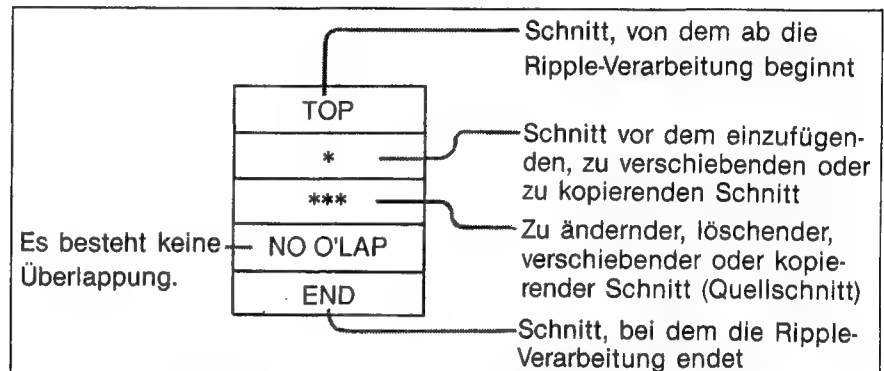 Schnitt, von dem ab die
Ripple-Verarbeitung beginnt
TOP
*
Schnitt vor dem einzufügen-
den, zu verschiebenden oder
zu kopierenden Schnitt
***
Zu ändernder, löschender,
verschiebender oder kopie-
render Schnitt (Quellschnitt)
Es besteht keine
Überlappung.
NO O'LAP
END
Schnitt, bei dem die Ripple-
Verarbeitung endet